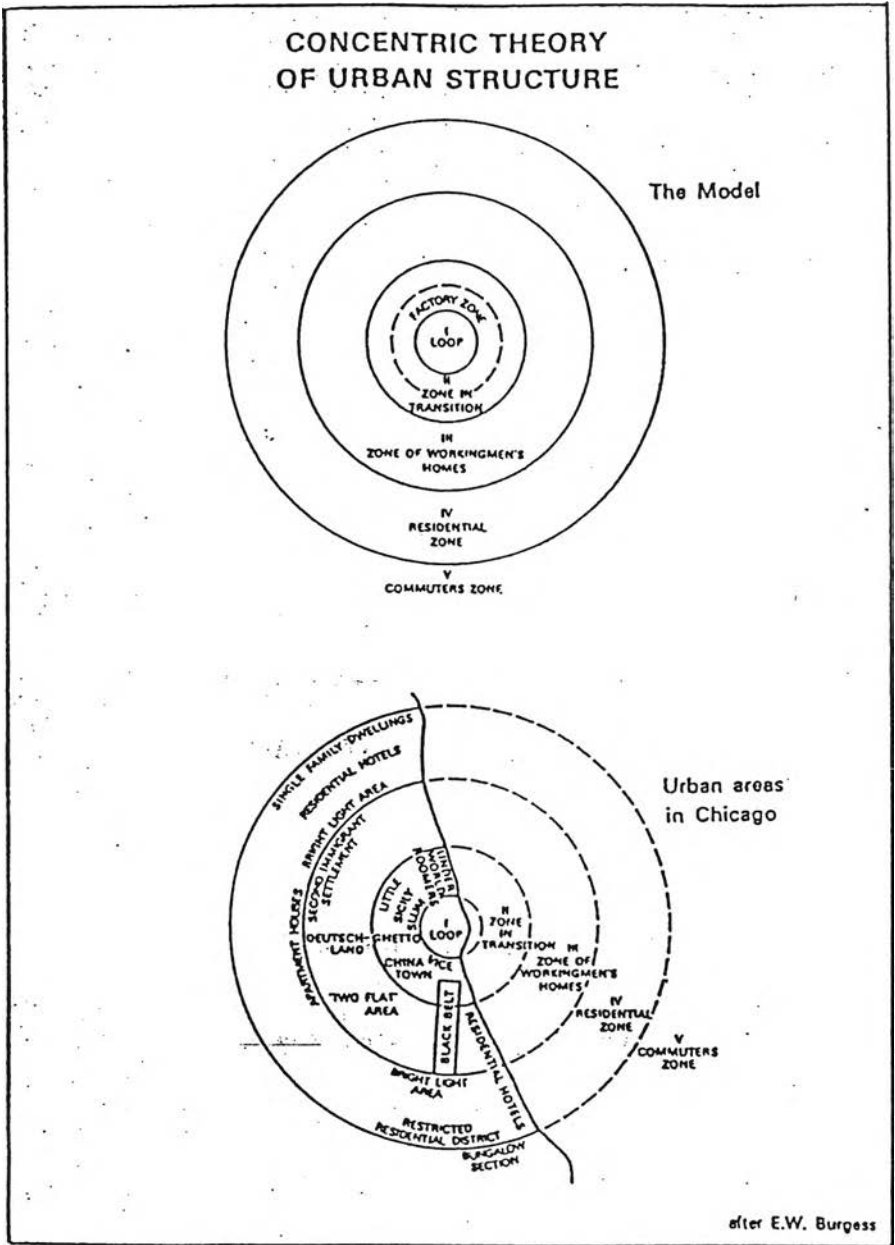 CONCENTRIC THEORY
OF URBAN STRUCTURE
The Model
FACTORY ZONE
I
LOOP
II
ZONE IN
TRANSITION
III
ZONE OF WORKINGMEN'S
HOMES
IV
RESIDENTIAL
ZONE
V
COMMUTERS ZONE
Urban areas
in Chicago
SINGLE FAMILY DWELLINGS
RESIDENTIAL HOTELS
BRIGHT LIGHT AREA
SECOND IMMIGRANT
SETTLEMENT
APARTMENT HOUSES
LITTLE
SICILY
SLUM
UNDER
WORLD
ROOMERS
DEUTSCH-
LAND
GHETTO
I
LOOP
CHINA
TOWN
VICE
"TWO FLAT"
AREA
BLACK BELT
RESIDENTIAL HOTELS
BRIGHT LIGHT
AREA
RESTRICTED
RESIDENTIAL DISTRICT
BUNGALOW
SECTION
II
ZONE
IN
TRANSITION
III
ZONE OF
WORKINGMEN'S
HOMES
IV
RESIDENTIAL
ZONE
V
COMMUTERS
ZONE
after E.W. Burgess